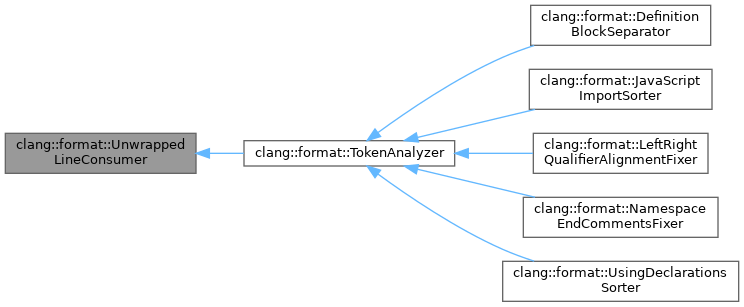 clang::format::Unwrapped
LineConsumer
clang::format::TokenAnalyzer
clang::format::Definition
BlockSeparator
clang::format::JavaScript
ImportSorter
clang::format::LeftRight
QualifierAlignmentFixer
clang::format::Namespace
EndCommentsFixer
clang::format::UsingDeclarations
Sorter